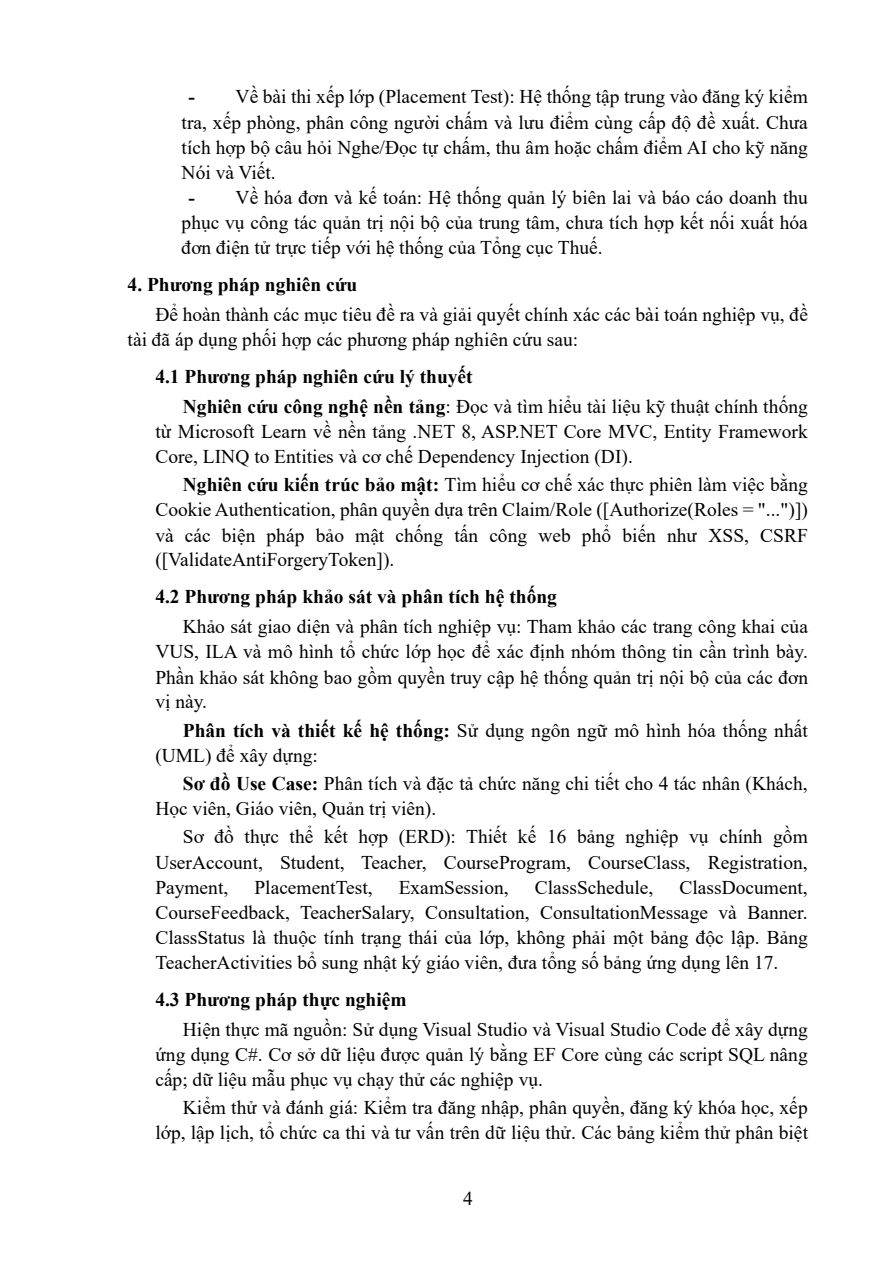 - Về bài thi xếp lớp (Placement Test): Hệ thống tập trung vào đăng ký kiểm
tra, xếp phòng, phân công người chấm và lưu điểm cùng cấp độ đề xuất. Chưa
tích hợp bộ câu hỏi Nghe/Đọc tự chấm, thu âm hoặc chấm điểm AI cho kỹ năng
Nói và Viết.
- Về hóa đơn và kế toán: Hệ thống quản lý biên lai và báo cáo doanh thu
phục vụ công tác quản trị nội bộ của trung tâm, chưa tích hợp kết nối xuất hóa
đơn điện tử trực tiếp với hệ thống của Tổng cục Thuế.
4. Phương pháp nghiên cứu
Để hoàn thành các mục tiêu đề ra và giải quyết chính xác các bài toán nghiệp vụ, đề
tài đã áp dụng phối hợp các phương pháp nghiên cứu sau:
4.1 Phương pháp nghiên cứu lý thuyết
Nghiên cứu công nghệ nền tảng: Đọc và tìm hiểu tài liệu kỹ thuật chính thống
từ Microsoft Learn về nền tảng .NET 8, ASP.NET Core MVC, Entity Framework
Core, LINQ to Entities và cơ chế Dependency Injection (DI).
Nghiên cứu kiến trúc bảo mật: Tìm hiểu cơ chế xác thực phiên làm việc bằng
Cookie Authentication, phân quyền dựa trên Claim/Role ([Authorize(Roles = "...")])
và các biện pháp bảo mật chống tấn công web phổ biến như XSS, CSRF
([ValidateAntiForgeryToken]).
4.2 Phương pháp khảo sát và phân tích hệ thống
Khảo sát giao diện và phân tích nghiệp vụ: Tham khảo các trang công khai của
VUS, ILA và mô hình tổ chức lớp học để xác định nhóm thông tin cần trình bày.
Phần khảo sát không bao gồm quyền truy cập hệ thống quản trị nội bộ của các đơn
vị này.
Phân tích và thiết kế hệ thống: Sử dụng ngôn ngữ mô hình hóa thống nhất
(UML) để xây dựng:
Sơ đồ Use Case: Phân tích và đặc tả chức năng chi tiết cho 4 tác nhân (Khách,
Học viên, Giáo viên, Quản trị viên).
Sơ đồ thực thể kết hợp (ERD): Thiết kế 16 bảng nghiệp vụ chính gồm
UserAccount, Student, Teacher, CourseProgram, CourseClass, Registration,
Payment, PlacementTest, ExamSession, ClassSchedule, ClassDocument,
CourseFeedback, TeacherSalary, Consultation, ConsultationMessage và Banner.
ClassStatus là thuộc tính trạng thái của lớp, không phải một bảng độc lập. Bảng
TeacherActivities bổ sung nhật ký giáo viên, đưa tổng số bảng ứng dụng lên 17.
4.3 Phương pháp thực nghiệm
Hiện thực mã nguồn: Sử dụng Visual Studio và Visual Studio Code để xây dựng
ứng dụng C#. Cơ sở dữ liệu được quản lý bằng EF Core cùng các script SQL nâng
cấp; dữ liệu mẫu phục vụ chạy thử các nghiệp vụ.
Kiểm thử và đánh giá: Kiểm tra đăng nhập, phân quyền, đăng ký khóa học, xếp
lớp, lập lịch, tổ chức ca thi và tư vấn trên dữ liệu thử. Các bảng kiểm thử phân biệt
4